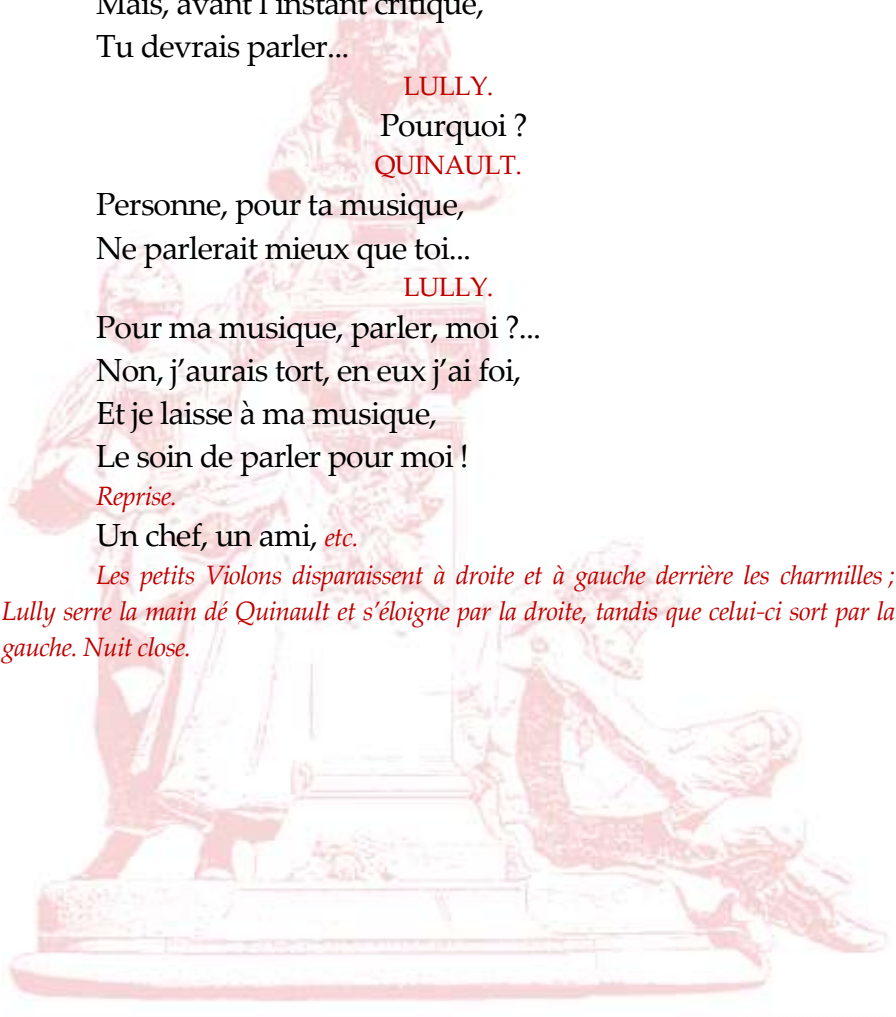 Mais, avant l'instant critique,
Tu devrais parler...
LULLY.
Pourquoi ?
QUINAULT.
Personne, pour ta musique,
Ne parlerait mieux que toi...
LULLY.
Pour ma musique, parler, moi ?...
Non, j'aurais tort, en eux j'ai foi,
Et je laisse à ma musique,
Le soin de parler pour moi !
Reprise.
Un chef, un ami, etc.
Les petits Violons disparaissent à droite et à gauche derrière les charmilles ;
Lully serre la main dé Quinault et s'éloigne par la droite, tandis que celui-ci sort par la
gauche. Nuit close.